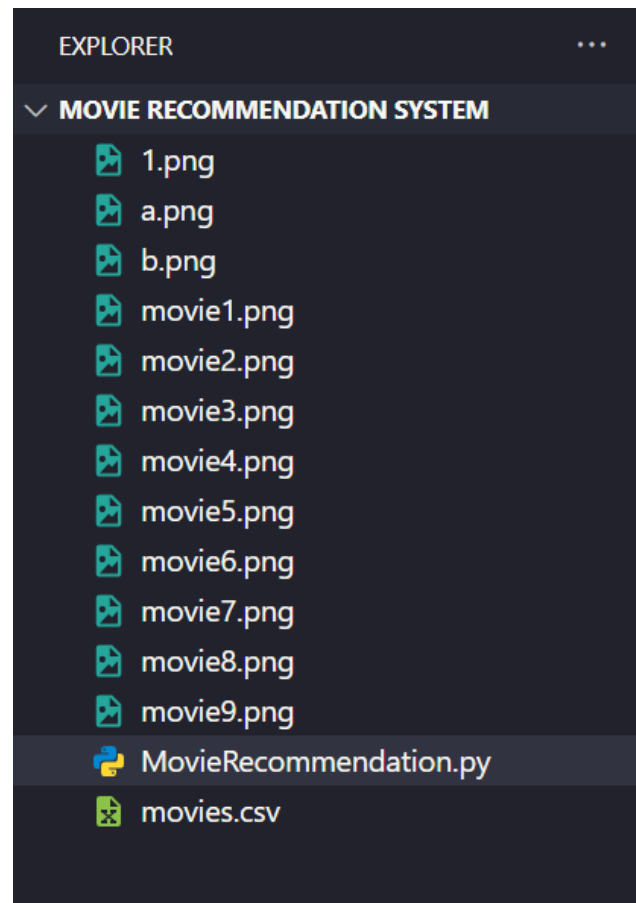 EXPLORER ...
MOVIE RECOMMENDATION SYSTEM
1.png
a.png
b.png
movie1.png
movie2.png
movie3.png
movie4.png
movie5.png
movie6.png
movie7.png
movie8.png
movie9.png
MovieRecommendation.py
movies.csv